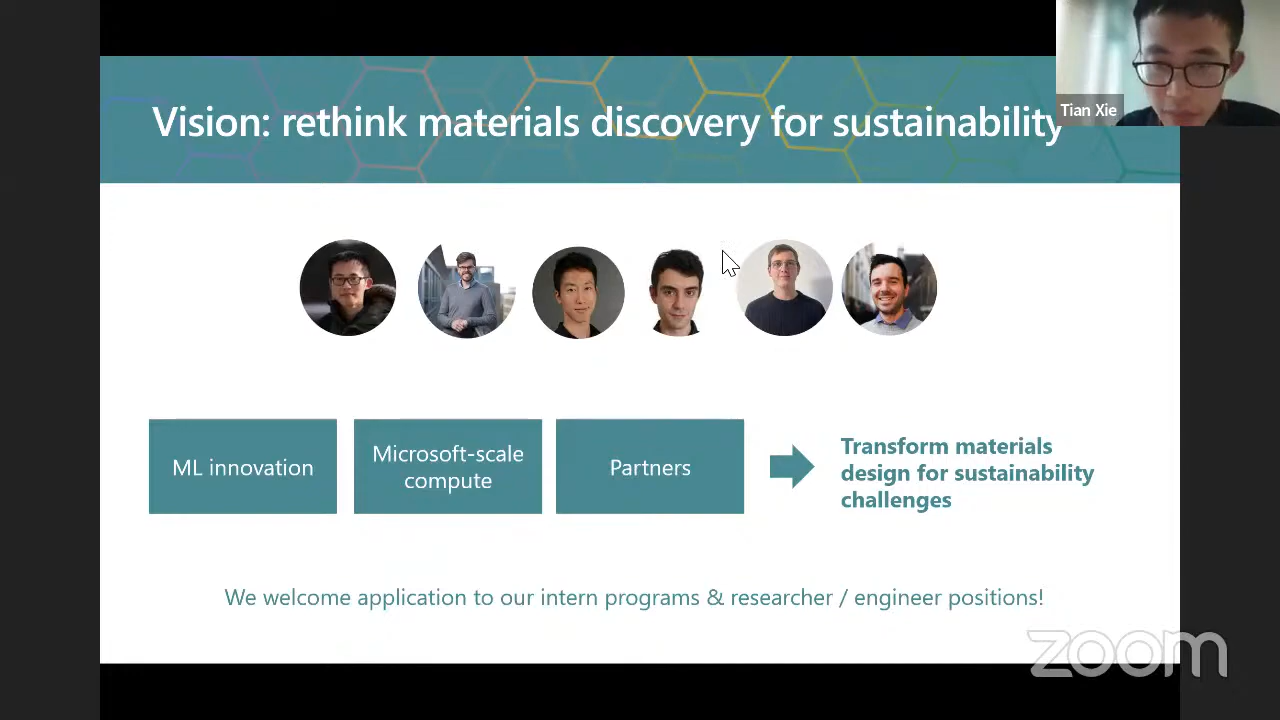 Vision: rethink materials discovery for sustainability
Tian Xie
ML innovation
Microsoft-scale
compute
Partners
Transform materials
design for sustainability
challenges
We welcome application to our intern programs & researcher / engineer positions!
zoom